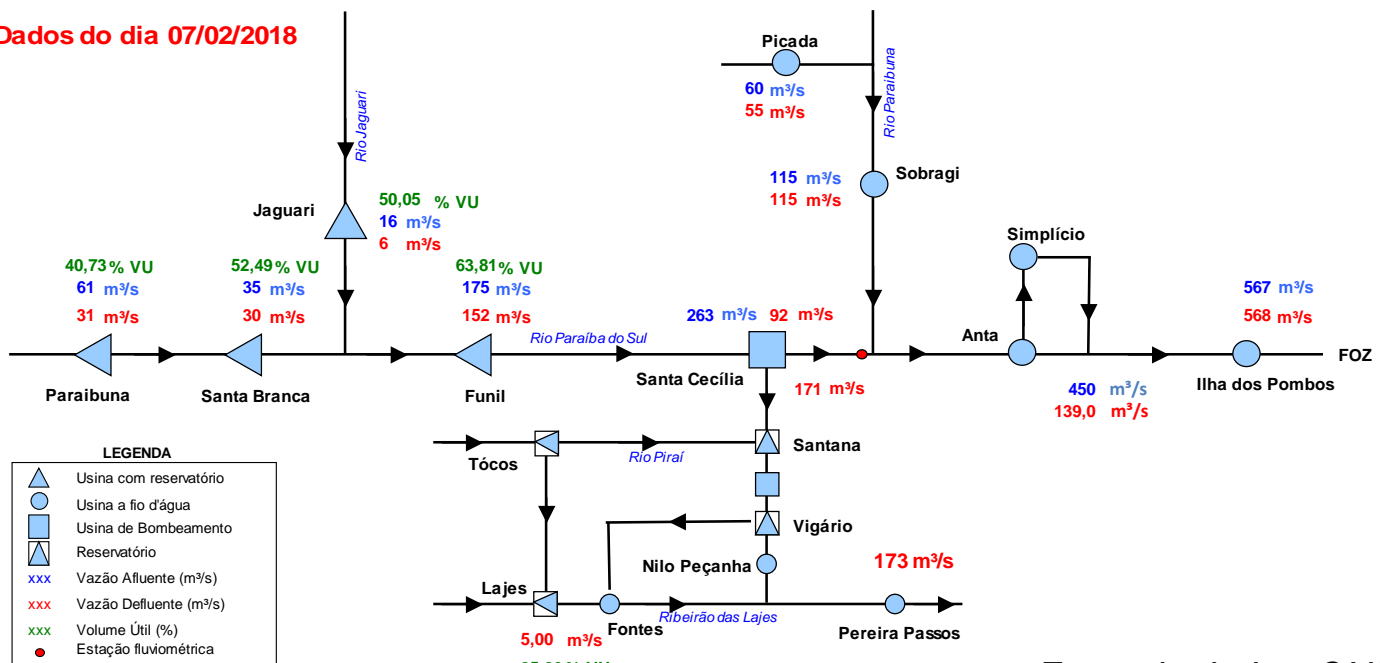 Dados do dia 07/02/2018
Picada
60 m³/s
55 m³/s
Rio Paraibuna
Rio Jaguari
115 m³/s
115 m³/s
Sobragi
Jaguari
50,05 % VU
16 m³/s
6 m³/s
Simplício
40,73 % VU
61 m³/s
31 m³/s
52,49 % VU
35 m³/s
30 m³/s
63,81 % VU
175 m³/s
152 m³/s
263 m³/s 92 m³/s
567 m³/s
568 m³/s
Rio Paraíba do Sul
Anta
FOZ
Paraibuna
Santa Branca
Funil
Santa Cecília
171 m³/s
450 m³/s
139,0 m³/s
Ilha dos Pombos
LEGENDA
Usina com reservatório
Usina a fio d'água
Usina de Bombeamento
Reservatório
xxx Vazão Afluente (m³/s)
xxx Vazão Defluente (m³/s)
xxx Volume Útil (%)
Estação fluviométrica
Tócos
Rio Piraí
Santana
Vigário
Nilo Peçanha
173 m³/s
Lajes
Fontes
Ribeirão das Lajes
Pereira Passos
5,00 m³/s